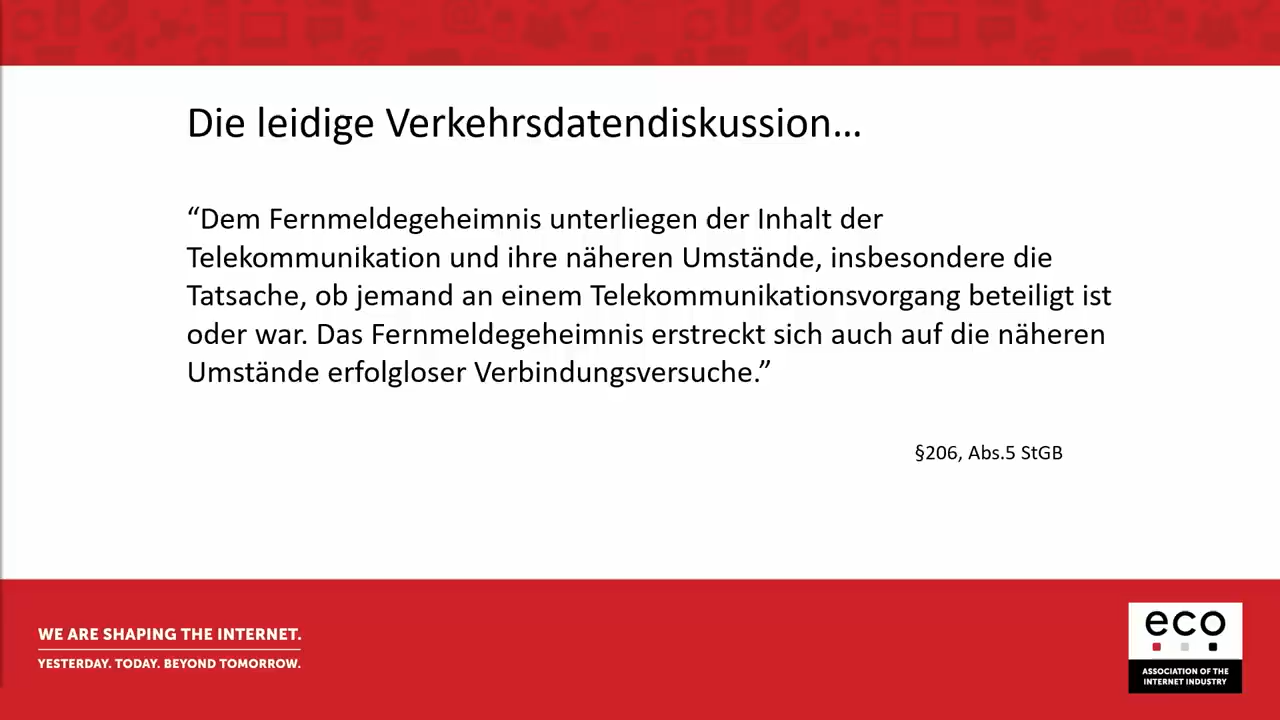 Die leidige Verkehrsdatendiskussion…
“Dem Fernmeldegeheimnis unterliegen der Inhalt der
Telekommunikation und ihre näheren Umstände, insbesondere die
Tatsache, ob jemand an einem Telekommunikationsvorgang beteiligt ist
oder war. Das Fernmeldegeheimnis erstreckt sich auch auf die näheren
Umstände erfolgloser Verbindungsversuche.”
§206, Abs.5 StGB
WE ARE SHAPING THE INTERNET.
YESTERDAY. TODAY. BEYOND TOMORROW.
eco
ASSOCIATION OF THE
INTERNET INDUSTRY